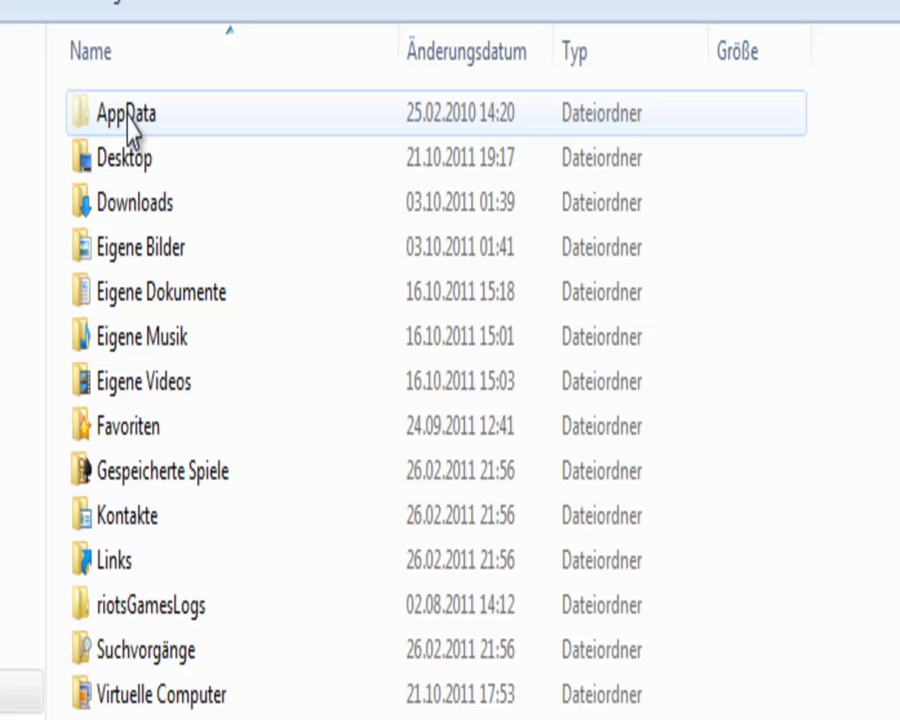 Name Änderungsdatum Typ Größe
AppData 25.02.2010 14:20 Dateiordner
Desktop 21.10.2011 19:17 Dateiordner
Downloads 03.10.2011 01:39 Dateiordner
Eigene Bilder 03.10.2011 01:41 Dateiordner
Eigene Dokumente 16.10.2011 15:18 Dateiordner
Eigene Musik 16.10.2011 15:01 Dateiordner
Eigene Videos 16.10.2011 15:03 Dateiordner
Favoriten 24.09.2011 12:41 Dateiordner
Gespeicherte Spiele 26.02.2011 21:56 Dateiordner
Kontakte 26.02.2011 21:56 Dateiordner
Links 26.02.2011 21:56 Dateiordner
riotsGamesLogs 02.08.2011 14:12 Dateiordner
Suchvorgänge 26.02.2011 21:56 Dateiordner
Virtuelle Computer 21.10.2011 17:53 Dateiordner